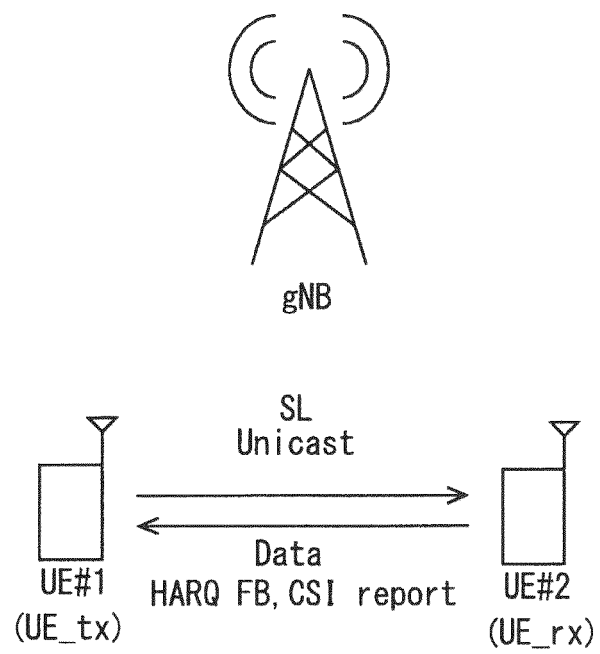 gNB
SL
Unicast
Data
HARQ FB, CSI report
UE#1
(UE_tx)
UE#2
(UE_rx)